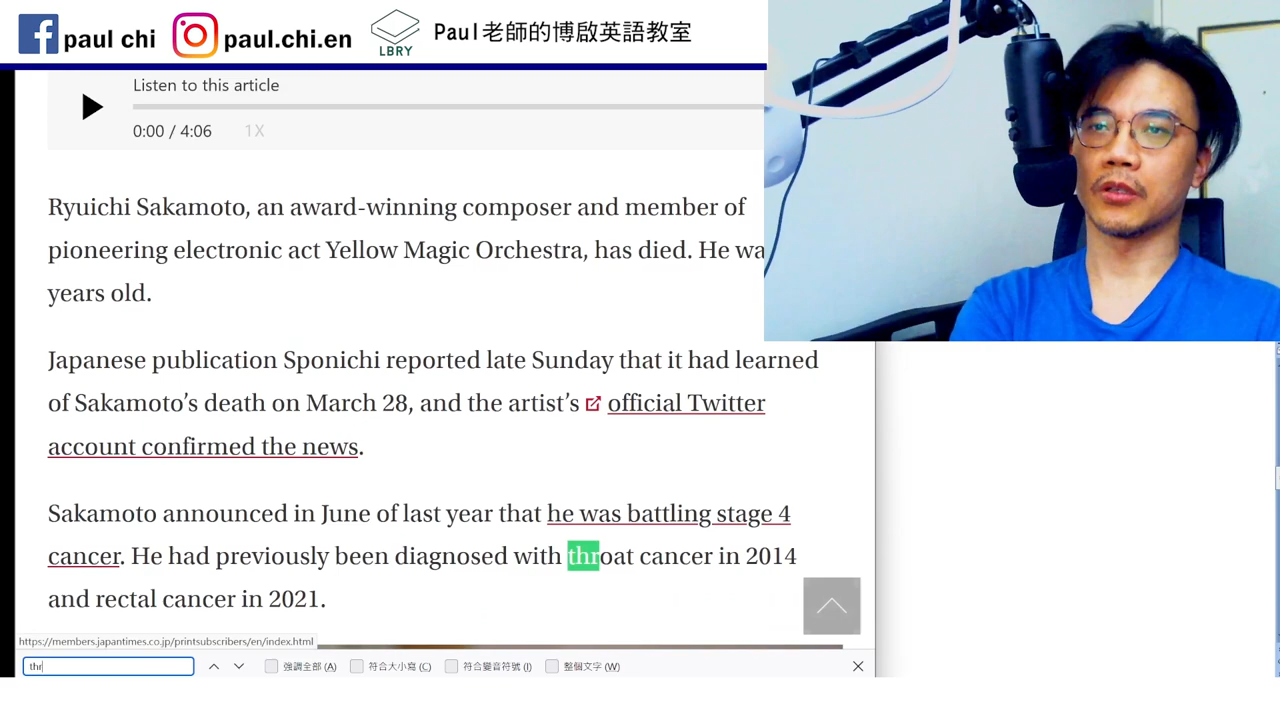 paul chi
paul.chi.en
LBRY
Paul老師的博啟英語教室
Listen to this article
0:00 / 4:06 1X
Ryuichi Sakamoto, an award-winning composer and member of
pioneering electronic act Yellow Magic Orchestra, has died. He wa
years old.
Japanese publication Sponichi reported late Sunday that it had learned
of Sakamoto’s death on March 28, and the artist’s official Twitter
account confirmed the news.
Sakamoto announced in June of last year that he was battling stage 4
cancer. He had previously been diagnosed with throat cancer in 2014
and rectal cancer in 2021.
https://members.japantimes.co.jp/printsubscribers/en/index.html
thr 強調全部 (A) 符合大小寫 (C) 符合變音符號 (I) 整個文字 (W)